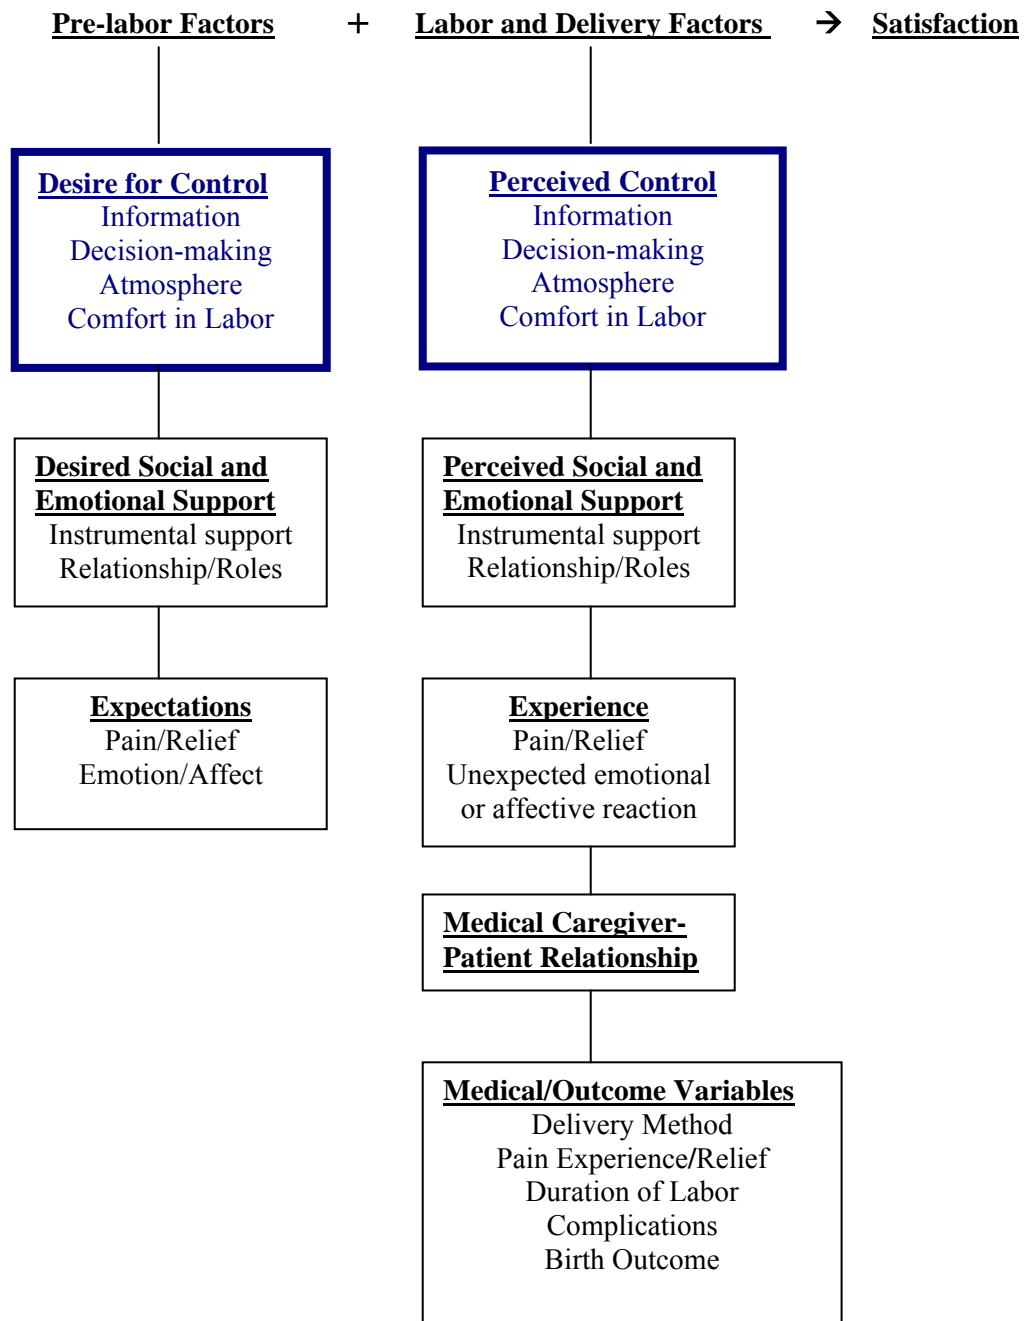 Pre-labor Factors + Labor and Delivery Factors → Satisfaction
Desire for Control
Information
Decision-making
Atmosphere
Comfort in Labor
Perceived Control
Information
Decision-making
Atmosphere
Comfort in Labor
Desired Social and
Emotional Support
Instrumental support
Relationship/Roles
Perceived Social and
Emotional Support
Instrumental support
Relationship/Roles
Expectations
Pain/Relief
Emotion/Affect
Experience
Pain/Relief
Unexpected emotional
or affective reaction
Medical Caregiver-
Patient Relationship
Medical/Outcome Variables
Delivery Method
Pain Experience/Relief
Duration of Labor
Complications
Birth Outcome